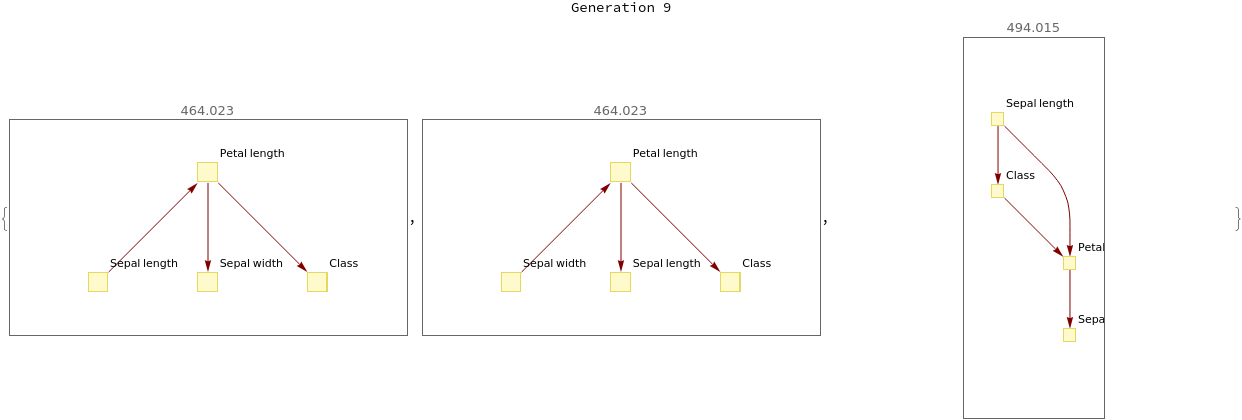 Generation 9
464.023
Petal length
Sepal length
Sepal width
Class
464.023
Petal length
Sepal width
Sepal length
Class
494.015
Sepal length
Class
Petal
Sepa
{ , , }